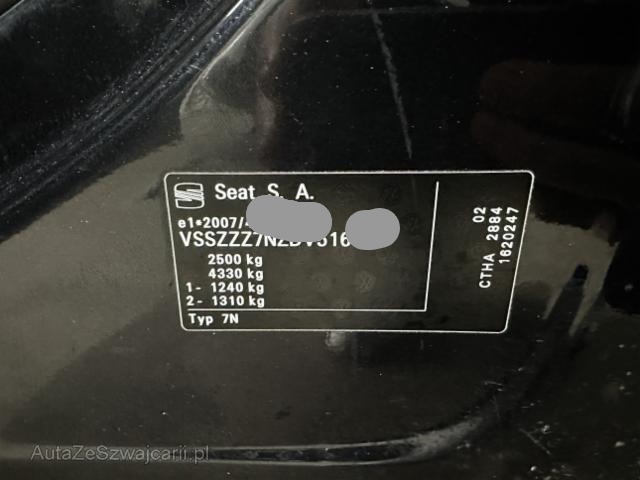 Seat S. A.
e1*2007/
VSSZZZ7NZDV516
2500 kg
4330 kg
1- 1240 kg
2- 1310 kg
Typ 7N
02
CTHA 2884
1620247
AutaZeSzwajcarii.pl